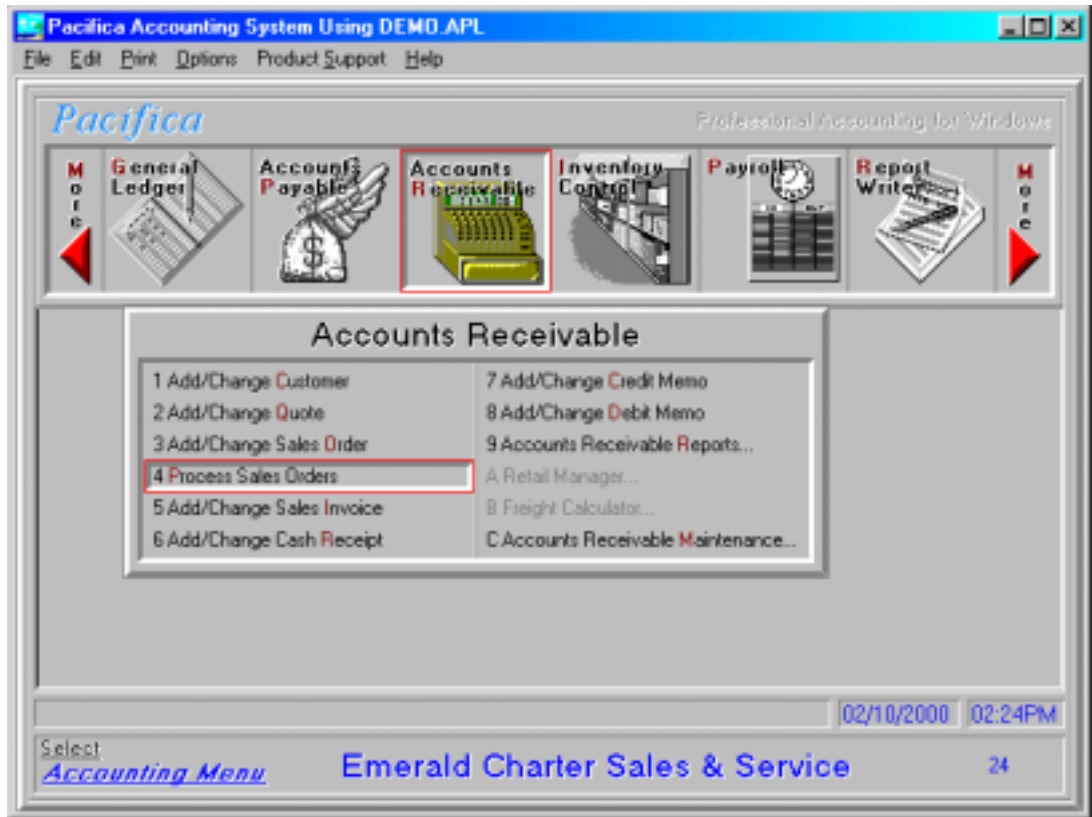 Pacifica Accounting System Using DEMO.APL
File Edit Print Options Product Support Help
Pacifica
Professional Accounting for Windows
More
General Ledger
Accounts Payable
Accounts Receivable
Inventory Control
Payroll
Report Writer
More
Accounts Receivable
1 Add/Change Customer
2 Add/Change Quote
3 Add/Change Sales Order
4 Process Sales Orders
5 Add/Change Sales Invoice
6 Add/Change Cash Receipt
7 Add/Change Credit Memo
8 Add/Change Debit Memo
9 Accounts Receivable Reports...
A Retail Manager...
B Freight Calculator...
C Accounts Receivable Maintenance...
02/10/2000 02:24PM
Select
Accounting Menu
Emerald Charter Sales & Service
24